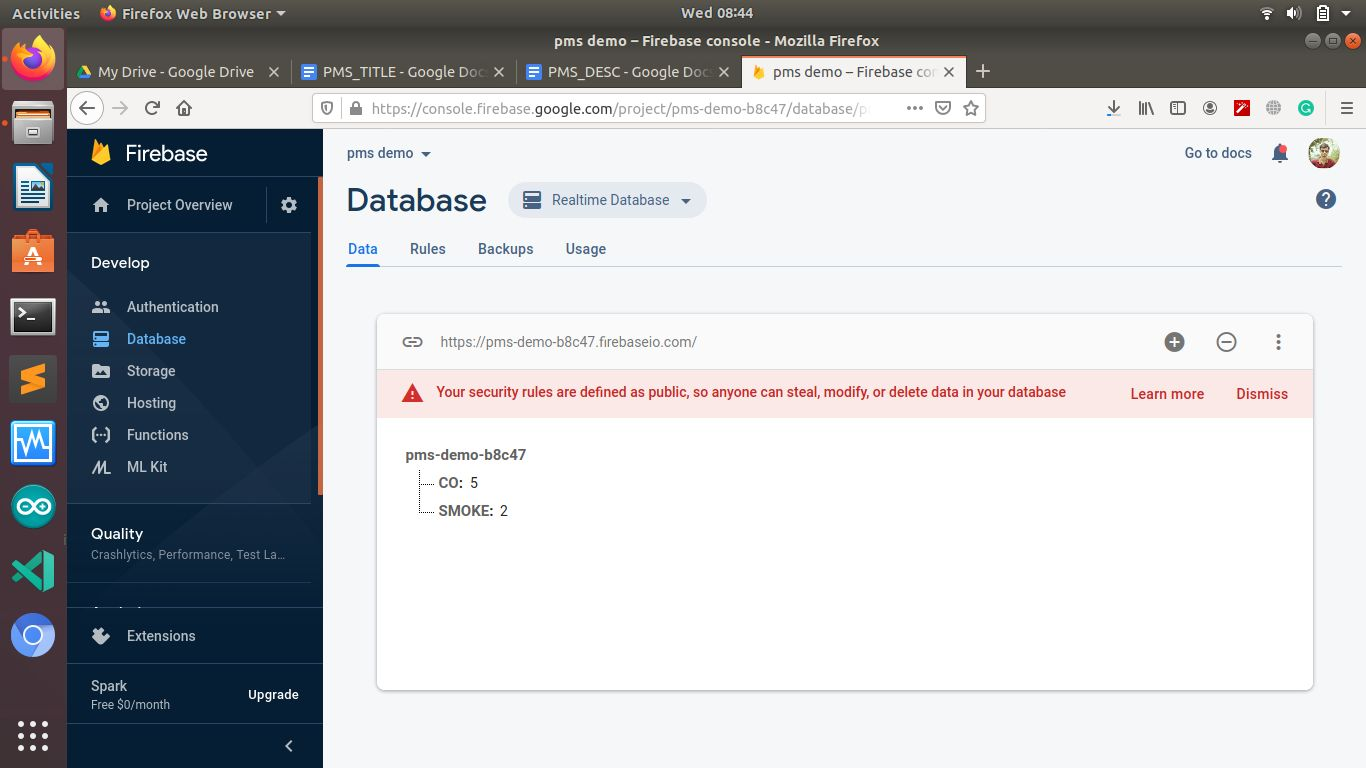 Activities Firefox Web Browser Wed 08:44
pms demo – Firebase console - Mozilla Firefox
My Drive - Google Drive PMS_TITLE - Google Docs PMS_DESC - Google Docs pms demo – Firebase con
https://console.firebase.google.com/project/pms-demo-b8c47/database/p
Firebase
pms demo Go to docs
Project Overview
Database Realtime Database
Data Rules Backups Usage
Develop
Authentication
Database
Storage
Hosting
Functions
ML Kit
Quality
Crashlytics, Performance, Test La...
Extensions
Spark
Free $0/month
Upgrade
https://pms-demo-b8c47.firebaseio.com/
Your security rules are defined as public, so anyone can steal, modify, or delete data in your database Learn more Dismiss
pms-demo-b8c47
CO: 5
SMOKE: 2